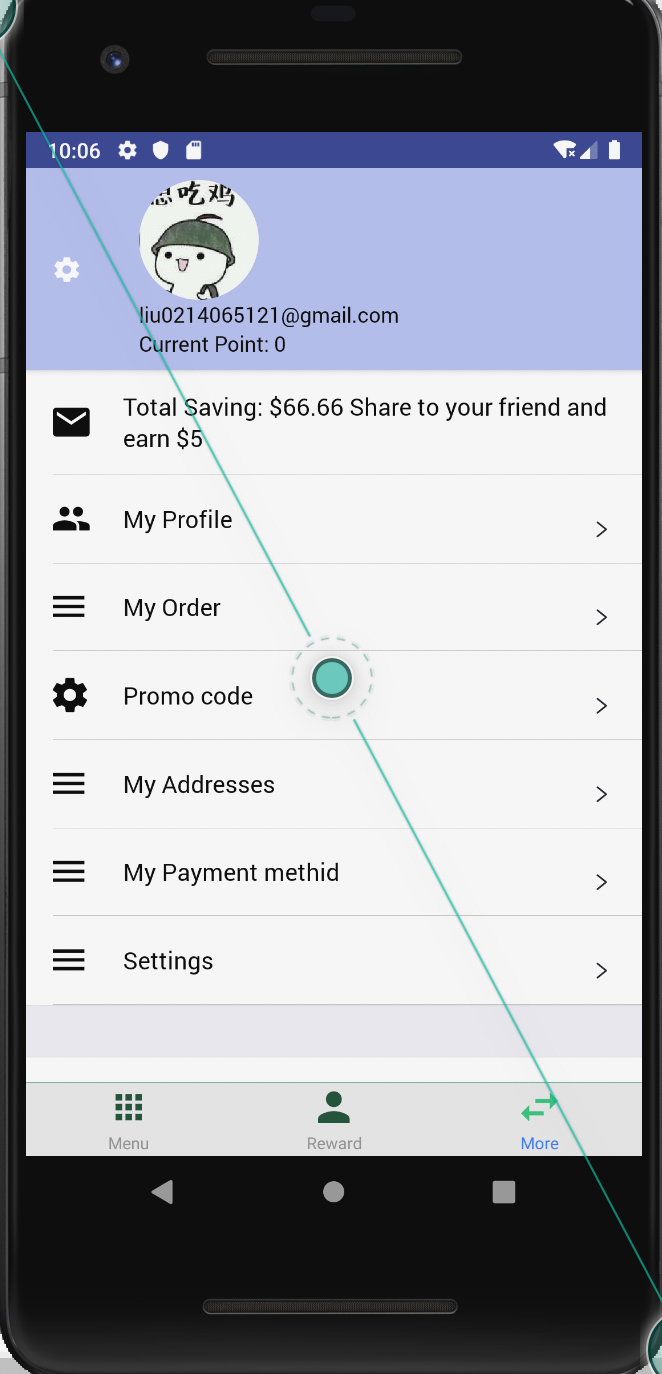 10:06
想吃鸡
liu0214065121@gmail.com
Current Point: 0
Total Saving: $66.66 Share to your friend and
earn $5
My Profile
My Order
Promo code
My Addresses
My Payment methid
Settings
Menu
Reward
More